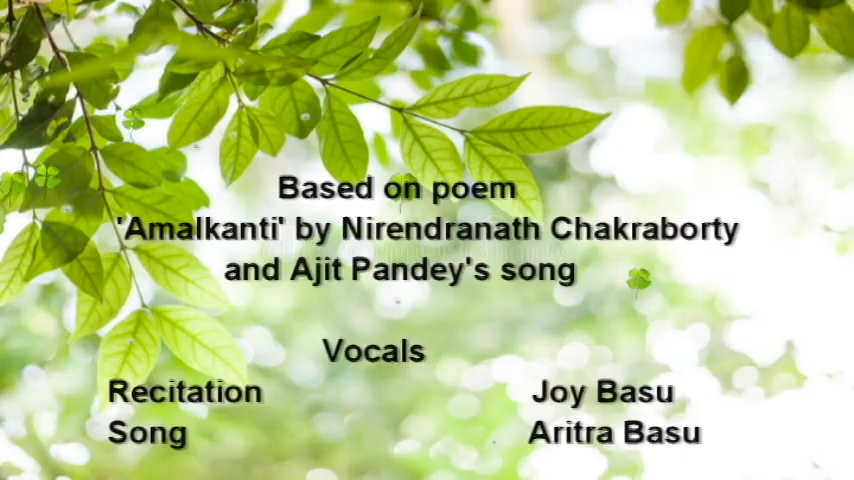 Based on poem
'Amalkanti' by Nirendranath Chakraborty
and Ajit Pandey's song
Vocals
Recitation Joy Basu
Song Aritra Basu